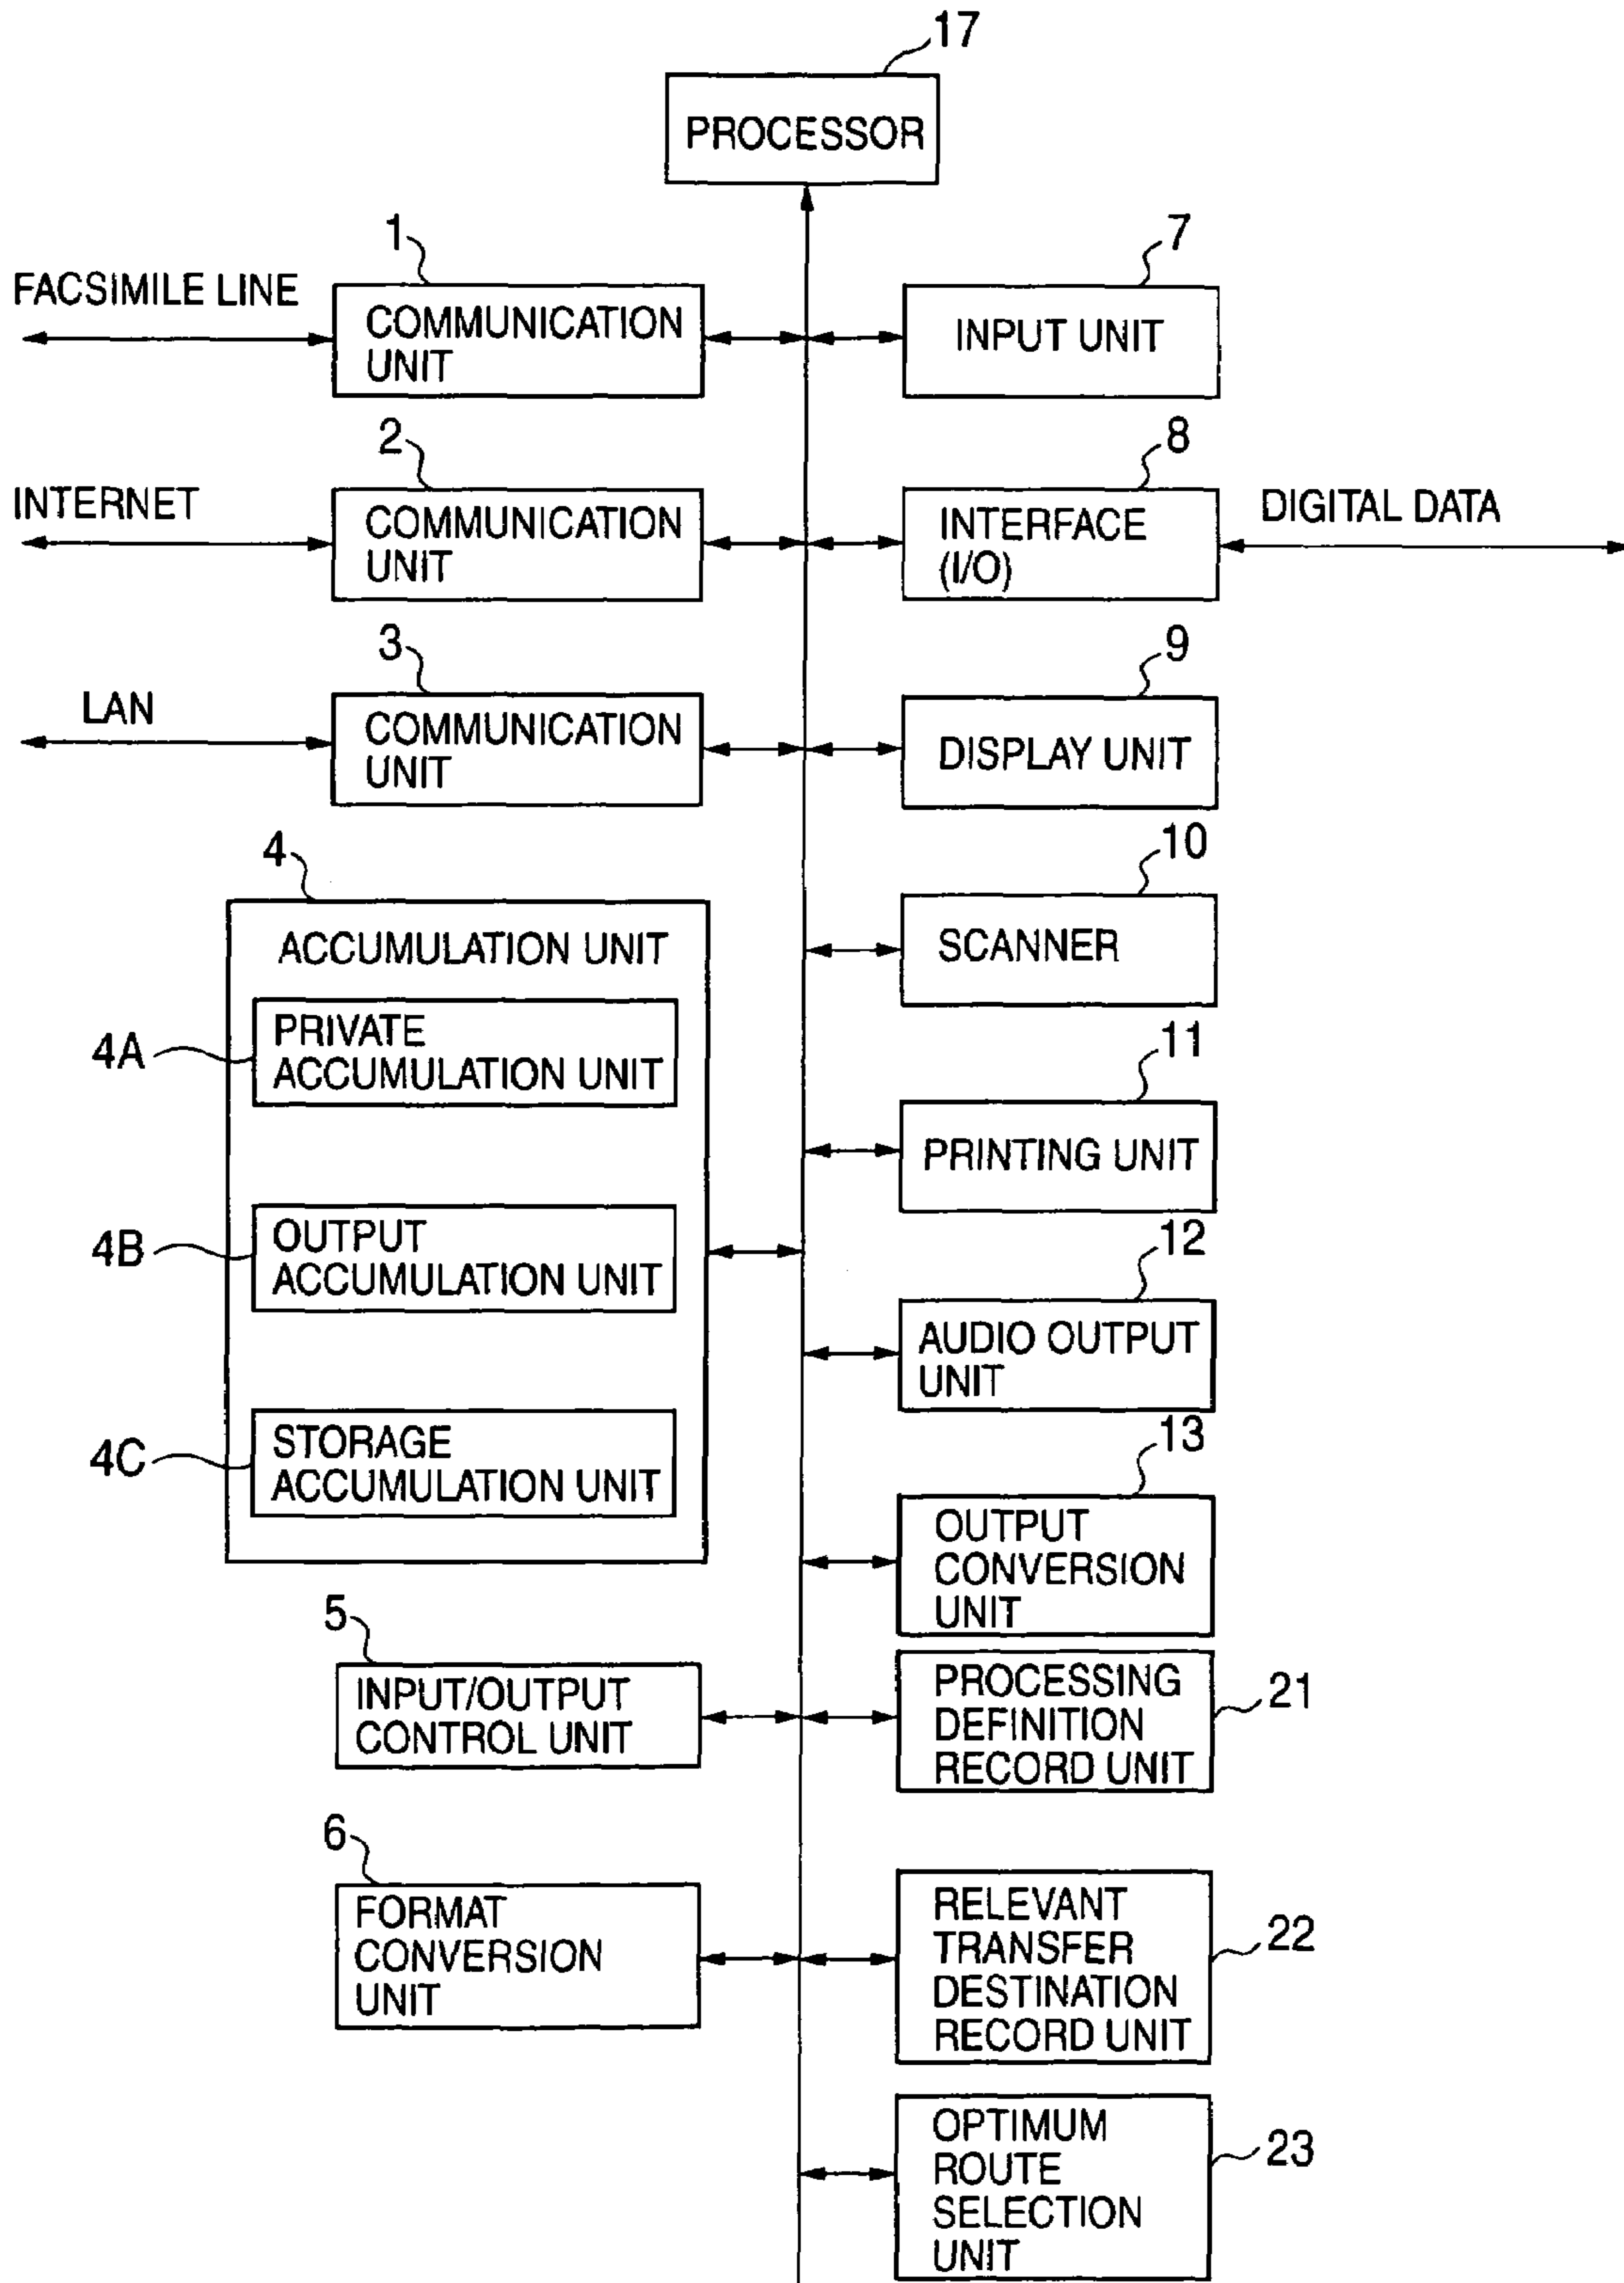 17
PROCESSOR
1
7
FACSIMILE LINE
COMMUNICATION
UNIT
INPUT UNIT
2
8
INTERNET
COMMUNICATION
UNIT
INTERFACE
(I/O)
DIGITAL DATA
3
9
LAN
COMMUNICATION
UNIT
DISPLAY UNIT
4
10
ACCUMULATION UNIT
SCANNER
4A
PRIVATE
ACCUMULATION UNIT
11
PRINTING UNIT
4B
OUTPUT
ACCUMULATION UNIT
12
AUDIO OUTPUT
UNIT
4C
STORAGE
ACCUMULATION UNIT
13
OUTPUT
CONVERSION
UNIT
5
INPUT/OUTPUT
CONTROL UNIT
PROCESSING
DEFINITION
RECORD UNIT
21
6
FORMAT
CONVERSION
UNIT
RELEVANT
TRANSFER
DESTINATION
RECORD UNIT
22
OPTIMUM
ROUTE
SELECTION
UNIT
23